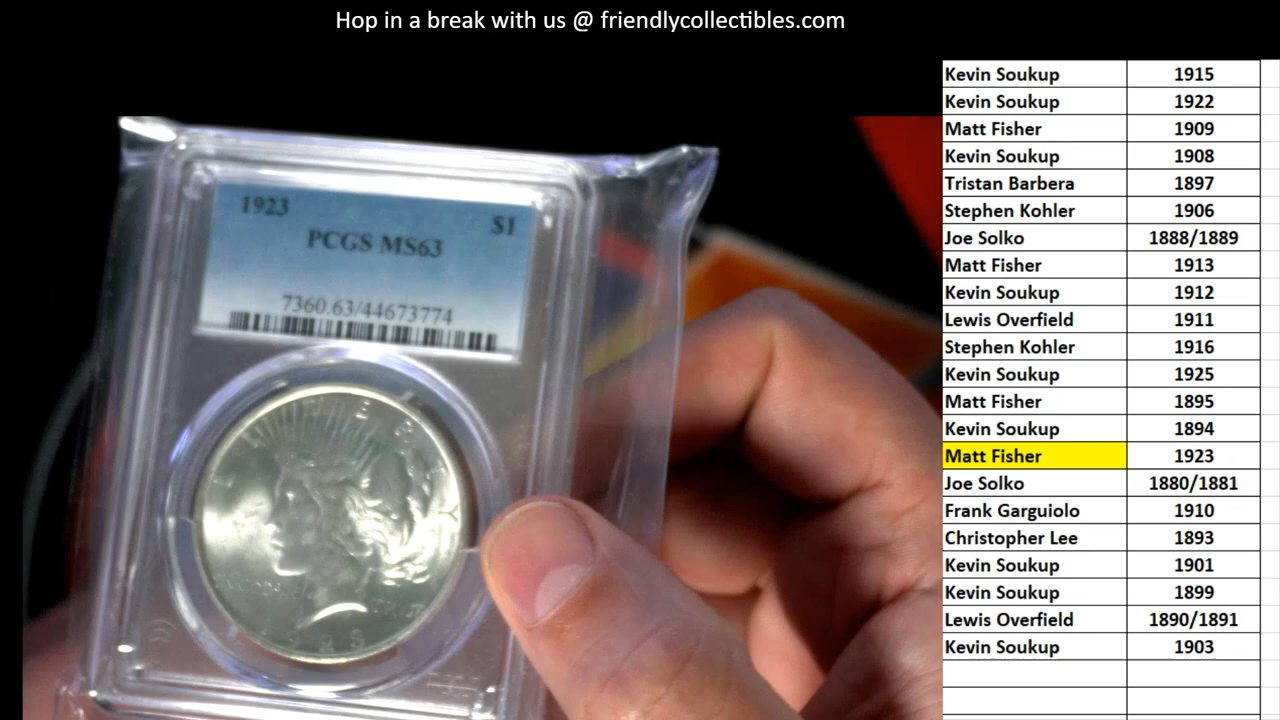 Hop in a break with us @ friendlycollectibles.com
1923
$1
PCGS MS63
7360.63/44673774
Kevin Soukup 1915
Kevin Soukup 1922
Matt Fisher 1909
Kevin Soukup 1908
Tristan Barbera 1897
Stephen Kohler 1906
Joe Solko 1888/1889
Matt Fisher 1913
Kevin Soukup 1912
Lewis Overfield 1911
Stephen Kohler 1916
Kevin Soukup 1925
Matt Fisher 1895
Kevin Soukup 1894
Matt Fisher 1923
Joe Solko 1880/1881
Frank Garguiolo 1910
Christopher Lee 1893
Kevin Soukup 1901
Kevin Soukup 1899
Lewis Overfield 1890/1891
Kevin Soukup 1903